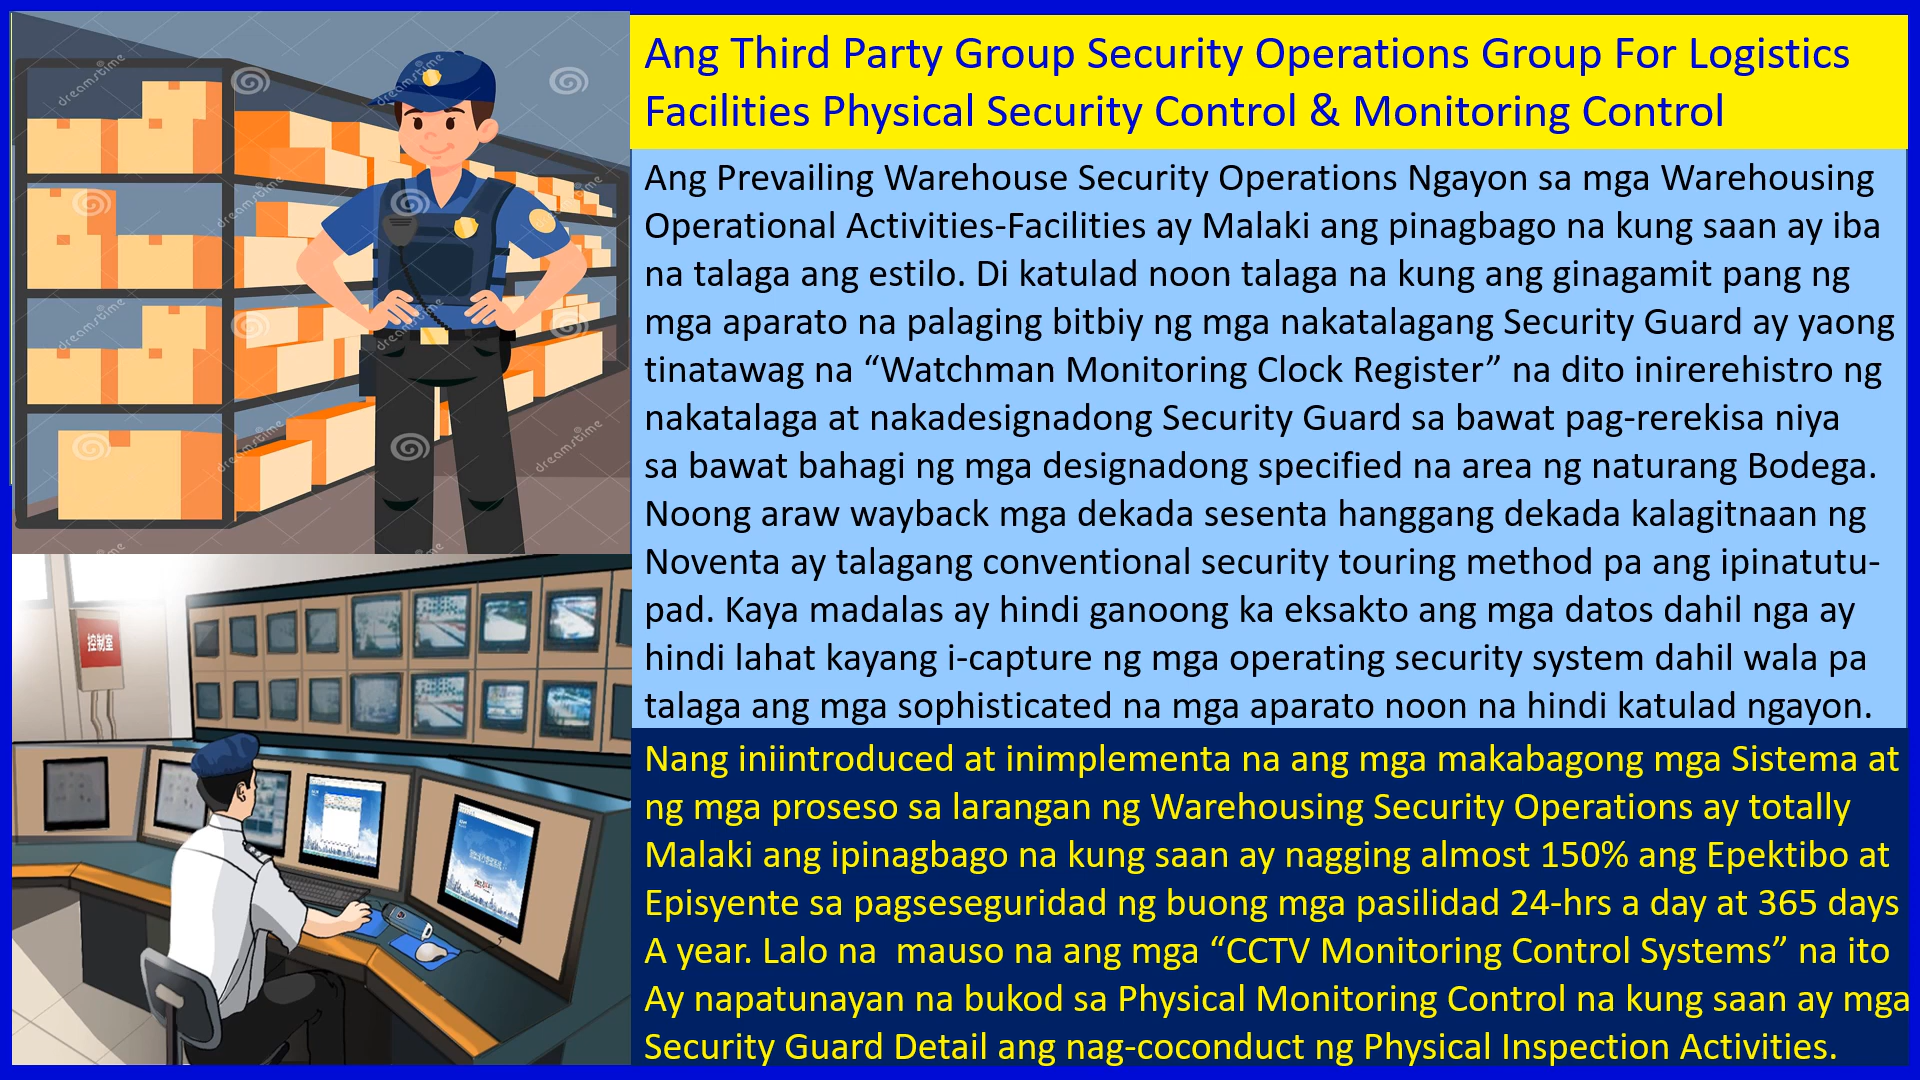 Ang Third Party Group Security Operations Group For Logistics
Facilities Physical Security Control & Monitoring Control
Ang Prevailing Warehouse Security Operations Ngayon sa mga Warehousing
Operational Activities-Facilities ay Malaki ang pinagbago na kung saan ay iba
na talaga ang estilo. Di katulad noon talaga na kung ang ginagamit pang ng
mga aparato na palaging bitbiy ng mga nakatalagang Security Guard ay yaong
tinatawag na “Watchman Monitoring Clock Register” na dito inirerehistro ng
nakatalaga at nakadesignadong Security Guard sa bawat pag-rerekisa niya
sa bawat bahagi ng mga designadong specified na area ng naturang Bodega.
Noong araw wayback mga dekada sesenta hanggang dekada kalagitnaan ng
Noventa ay talagang conventional security touring method pa ang ipinatutu-
pad. Kaya madalas ay hindi ganoong ka eksakto ang mga datos dahil nga ay
hindi lahat kayang i-capture ng mga operating security system dahil wala pa
talaga ang mga sophisticated na mga aparato noon na hindi katulad ngayon.
Nang iniintroduced at inimplementa na ang mga makabagong mga Sistema at
ng mga proseso sa larangan ng Warehousing Security Operations ay totally
Malaki ang ipinagbago na kung saan ay nagging almost 150% ang Epektibo at
Episyente sa pagseseguridad ng buong mga pasilidad 24-hrs a day at 365 days
A year. Lalo na  mauso na ang mga “CCTV Monitoring Control Systems” na ito
Ay napatunayan na bukod sa Physical Monitoring Control na kung saan ay mga
Security Guard Detail ang nag-coconduct ng Physical Inspection Activities.
dreamstime
dreamstime
dreamstime
dreamstime
dreamstime
dreamstime
dreamstime
dreamstime
控制室